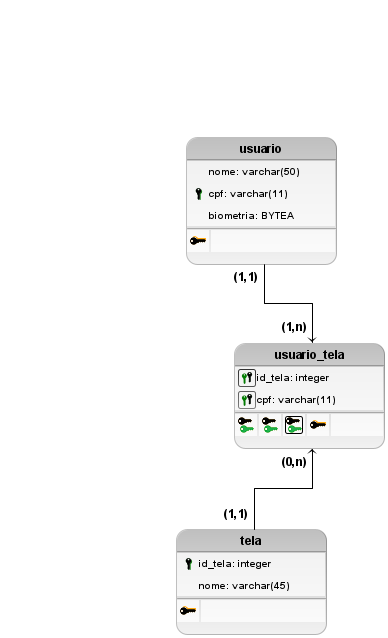 usuario
nome: varchar(50)
cpf: varchar(11)
biometria: BYTEA
(1,1)
(1,n)
usuario_tela
id_tela: integer
cpf: varchar(11)
(0,n)
(1,1)
tela
id_tela: integer
nome: varchar(45)